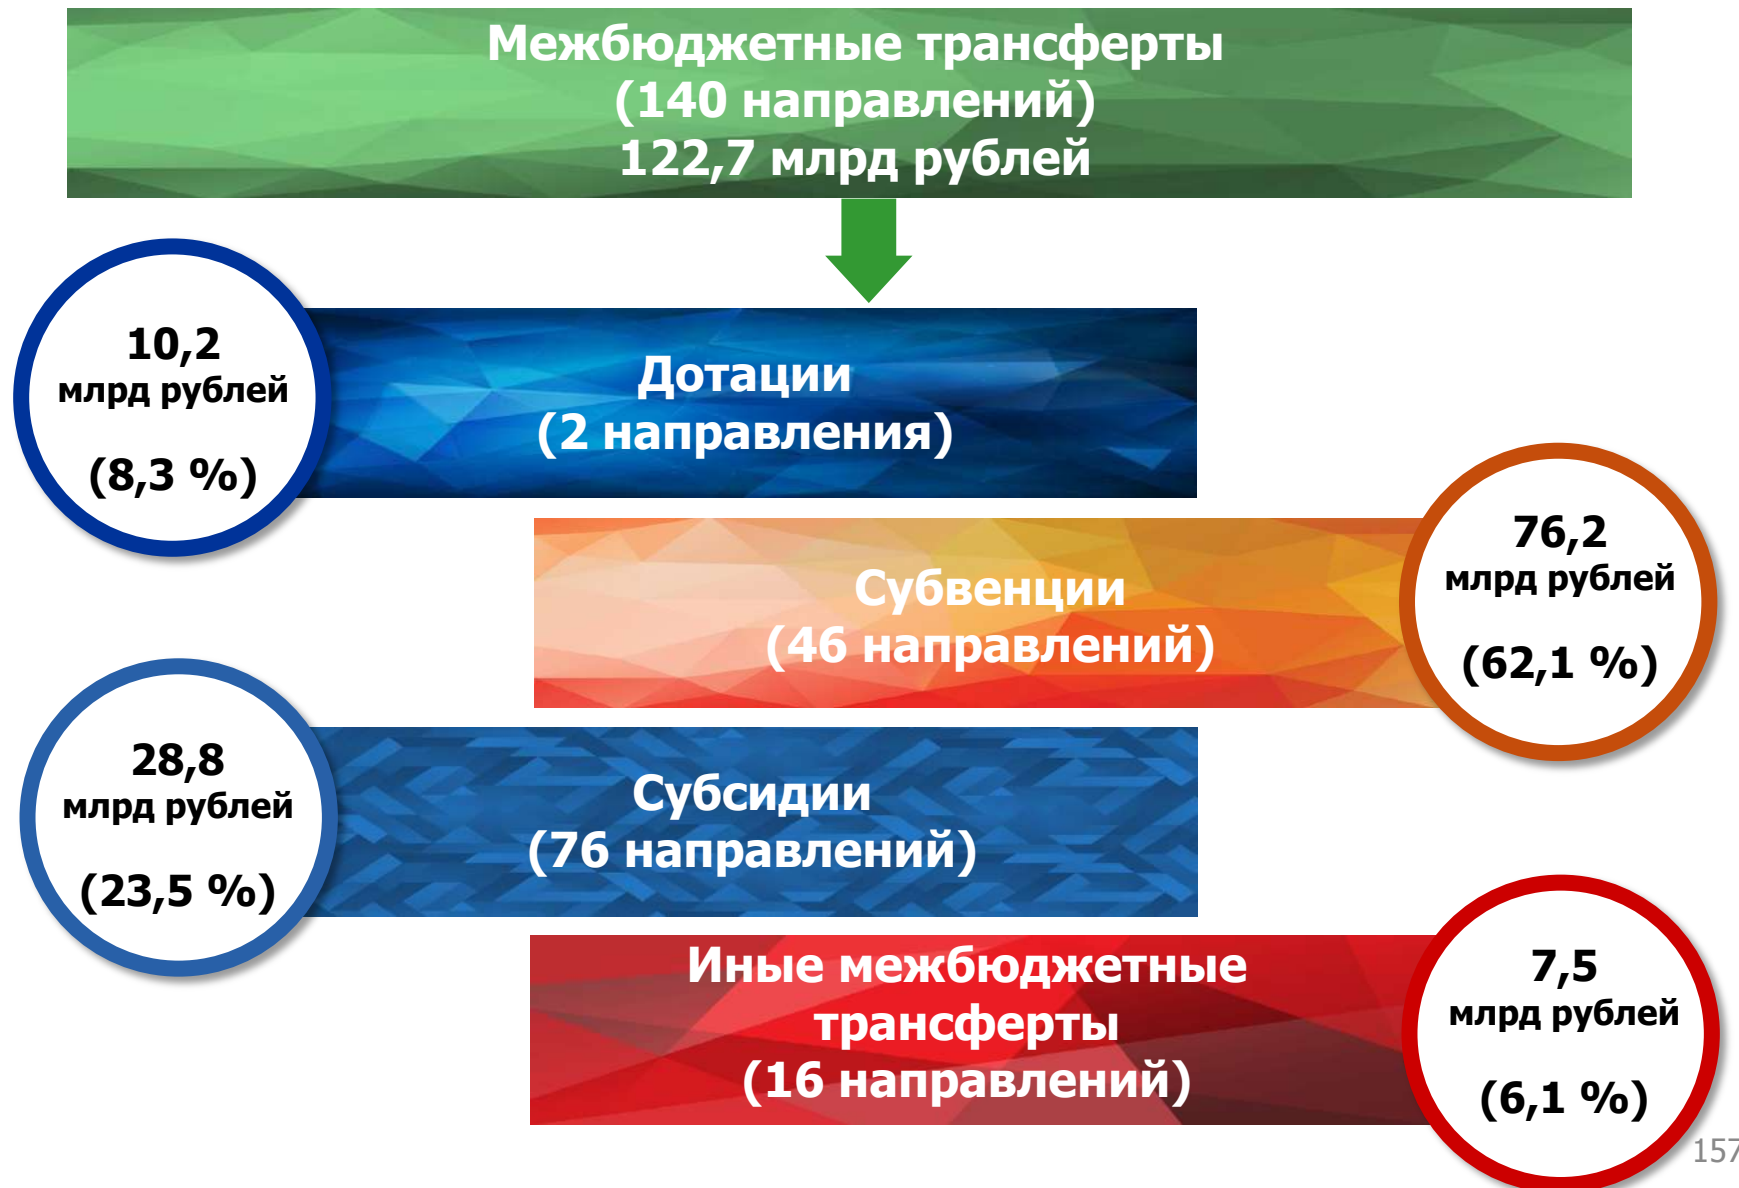 Межбюджетные трансферты
(140 направлений)
122,7 млрд рублей
10,2
млрд рублей
(8,3 %)
Дотации
(2 направления)
Субвенции
(46 направлений)
76,2
млрд рублей
(62,1 %)
28,8
млрд рублей
(23,5 %)
Субсидии
(76 направлений)
Иные межбюджетные
трансферты
(16 направлений)
7,5
млрд рублей
(6,1 %)
157